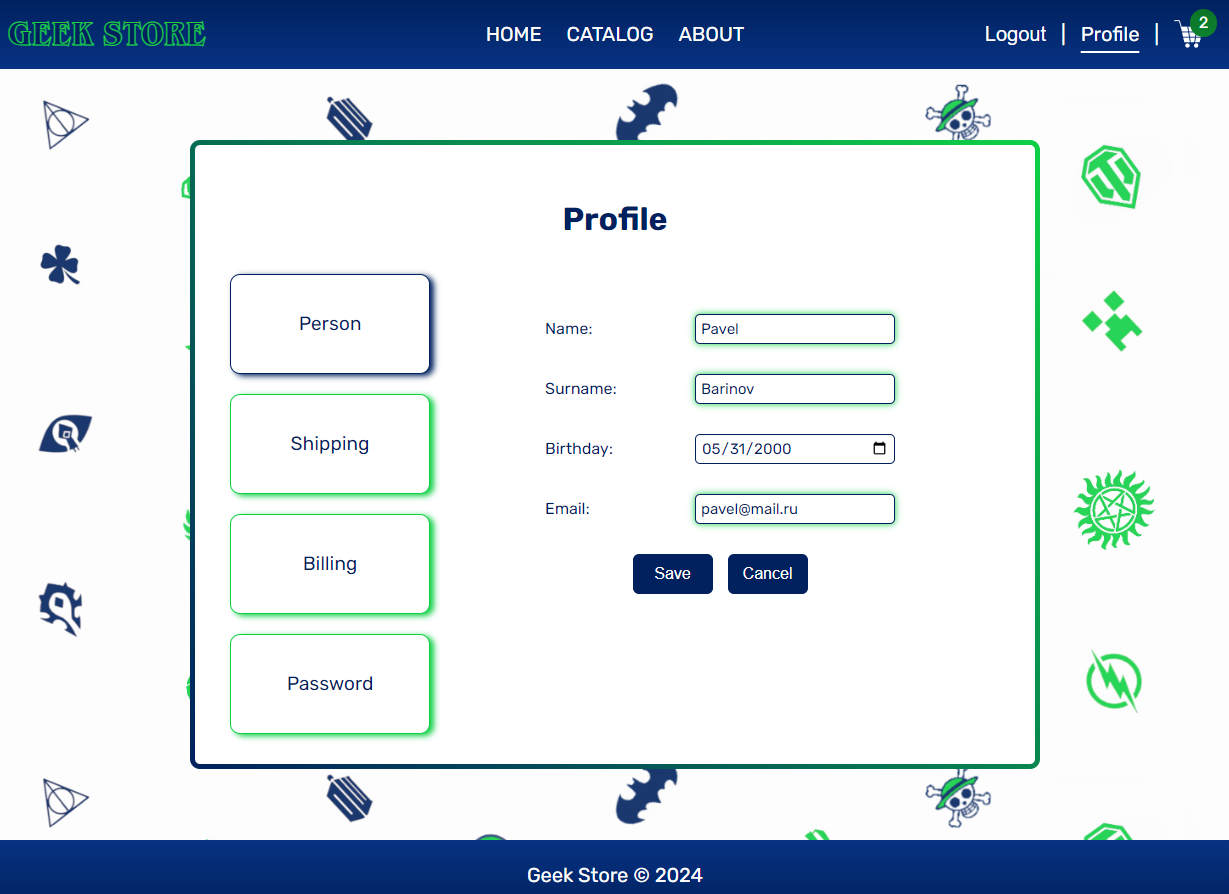 GEEK STORE HOME CATALOG ABOUT Logout | Profile | 2
Profile
Person
Shipping
Billing
Password
Name: Pavel
Surname: Barinov
Birthday: 05/31/2000
Email: pavel@mail.ru
Save Cancel
Geek Store © 2024